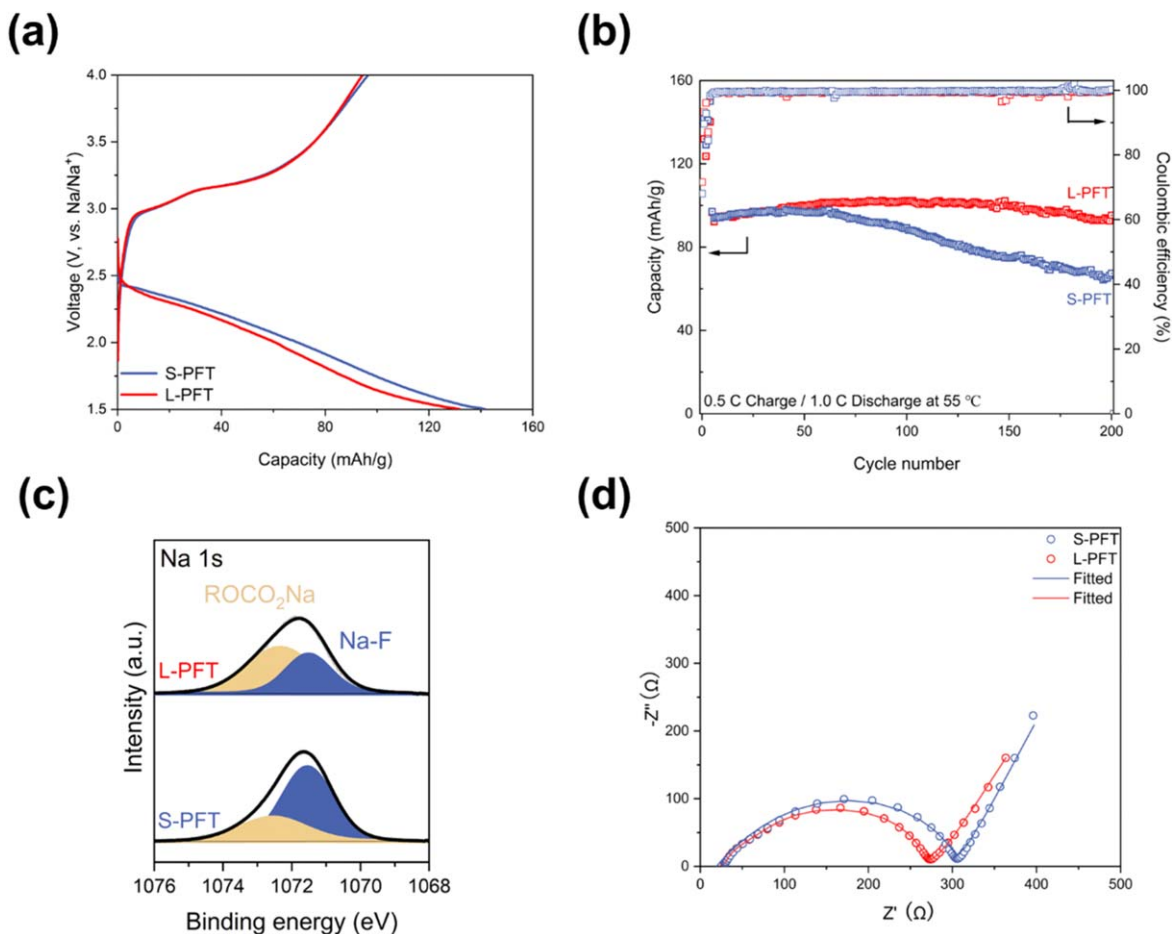 (a)
4.0
3.5
3.0
2.5
2.0
1.5
Voltage (V, vs. Na/Na⁺)
S-PFT
L-PFT
0 40 80 120 160
Capacity (mAh/g)
(b)
160
120
80
40
0
Capacity (mAh/g)
100
80
60
40
20
0
Coulombic efficiency (%)
L-PFT
S-PFT
0.5 C Charge / 1.0 C Discharge at 55 ℃
0 50 100 150 200
Cycle number
(c)
Na 1s
ROCO₂Na
Na-F
L-PFT
S-PFT
Intensity (a.u.)
1076 1074 1072 1070 1068
Binding energy (eV)
(d)
500
400
300
200
100
0
-Z" (Ω)
S-PFT
L-PFT
Fitted
Fitted
0 100 200 300 400 500
Z' (Ω)